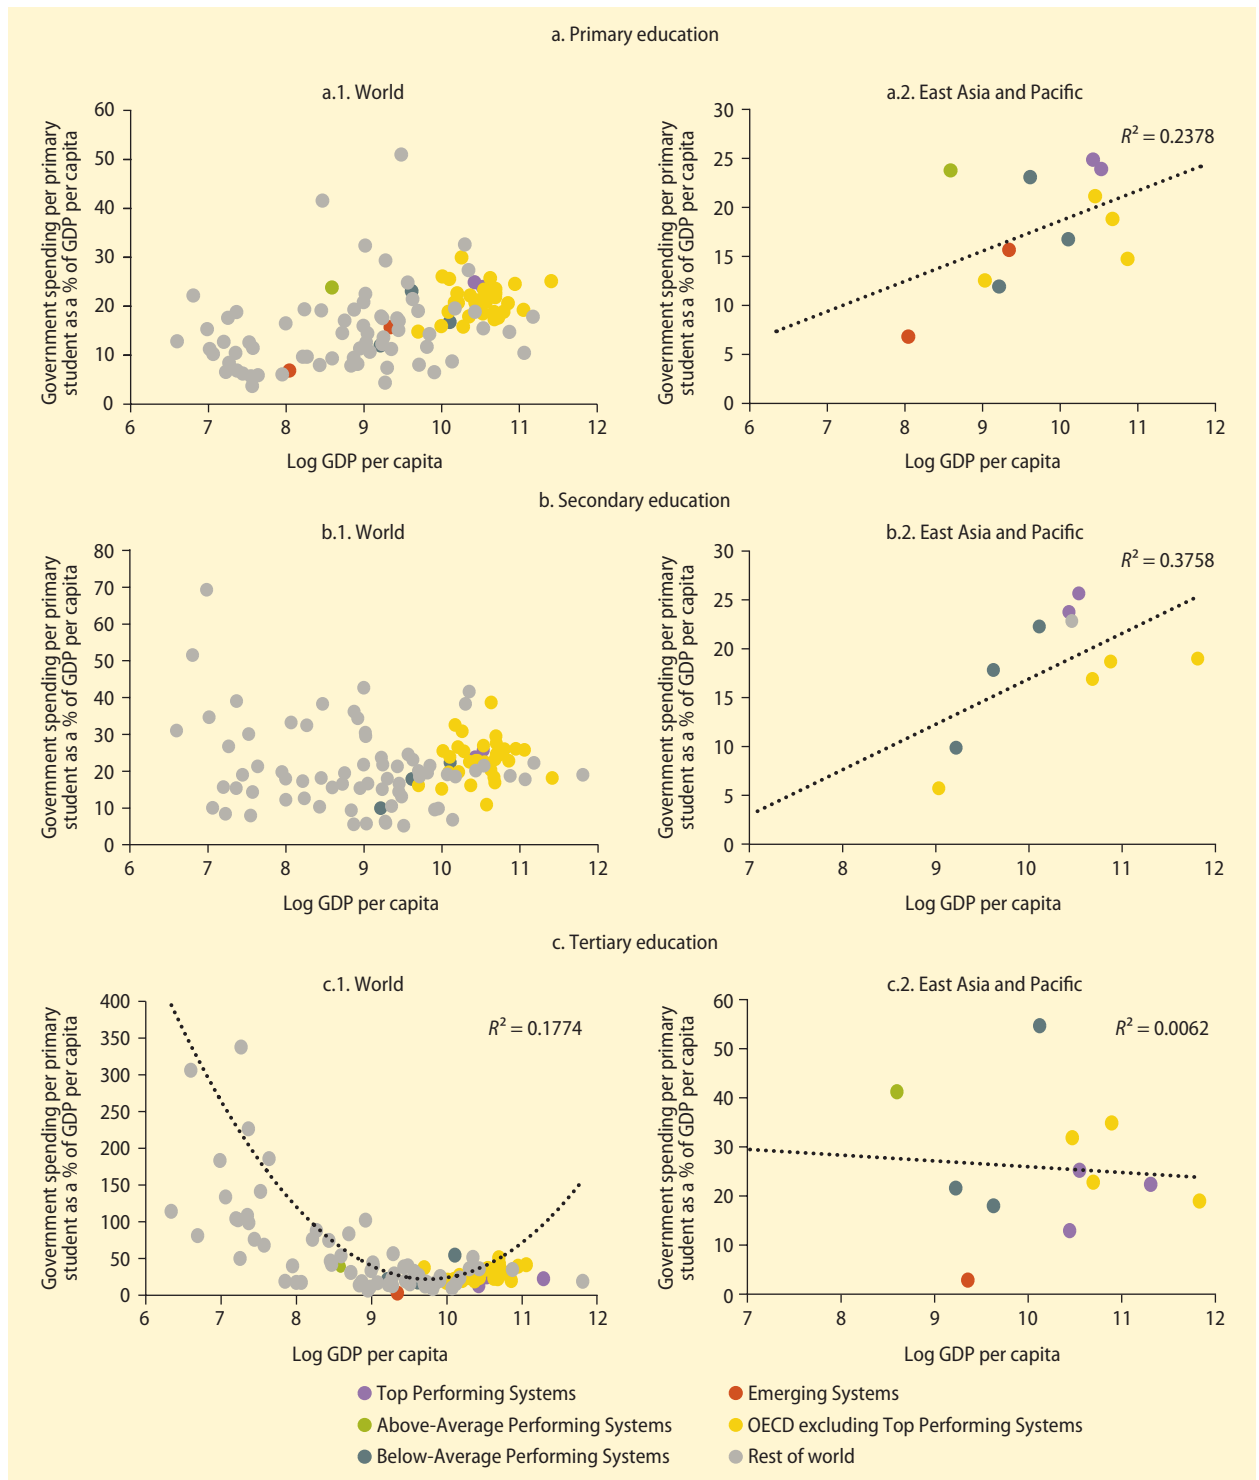 a. Primary education
a.1. World
Government spending per primary
student as a % of GDP per capita
60
50
40
30
20
10
0
6 7 8 9 10 11 12
Log GDP per capita
a.2. East Asia and Pacific
Government spending per primary
student as a % of GDP per capita
30
25
20
15
10
5
0
R² = 0.2378
6 7 8 9 10 11 12
Log GDP per capita
b. Secondary education
b.1. World
Government spending per primary
student as a % of GDP per capita
80
70
60
50
40
30
20
10
0
6 7 8 9 10 11 12
Log GDP per capita
b.2. East Asia and Pacific
Government spending per primary
student as a % of GDP per capita
30
25
20
15
10
5
0
R² = 0.3758
7 8 9 10 11 12
Log GDP per capita
c. Tertiary education
c.1. World
Government spending per primary
student as a % of GDP per capita
400
350
300
250
200
150
100
50
0
R² = 0.1774
6 7 8 9 10 11 12
Log GDP per capita
c.2. East Asia and Pacific
Government spending per primary
student as a % of GDP per capita
60
50
40
30
20
10
0
R² = 0.0062
7 8 9 10 11 12
Log GDP per capita
Top Performing Systems
Above-Average Performing Systems
Below-Average Performing Systems
Emerging Systems
OECD excluding Top Performing Systems
Rest of world